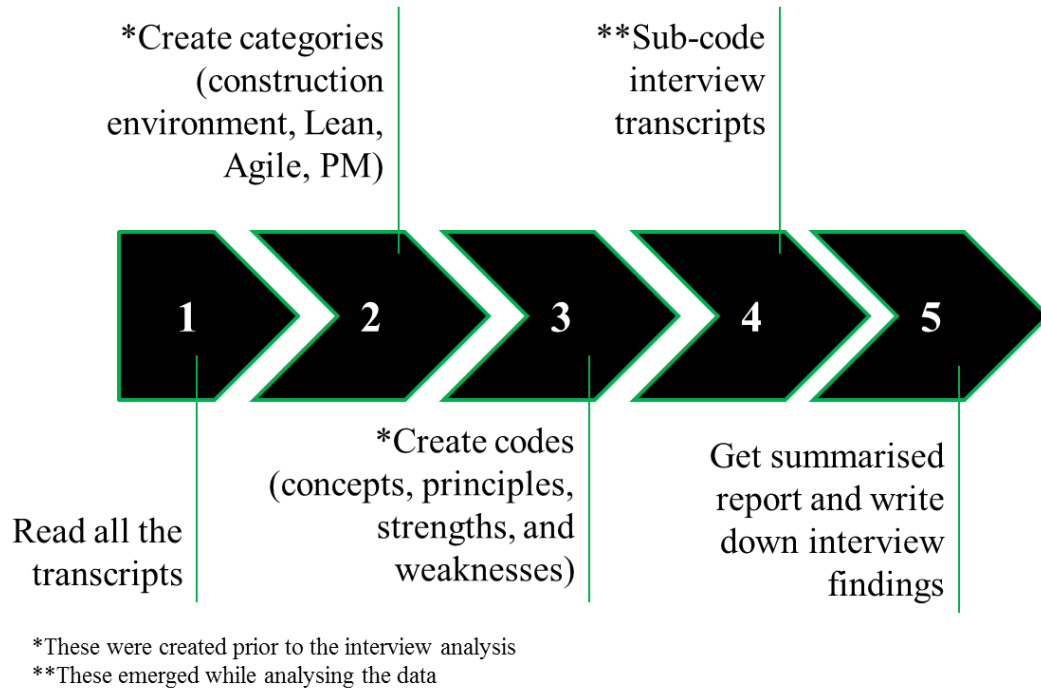 *Create categories
(construction
environment, Lean,
Agile, PM)
**Sub-code
interview
transcripts
1
2
3
4
5
Read all the
transcripts
*Create codes
(concepts, principles,
strengths, and
weaknesses)
Get summarised
report and write
down interview
findings
*These were created prior to the interview analysis
**These emerged while analysing the data